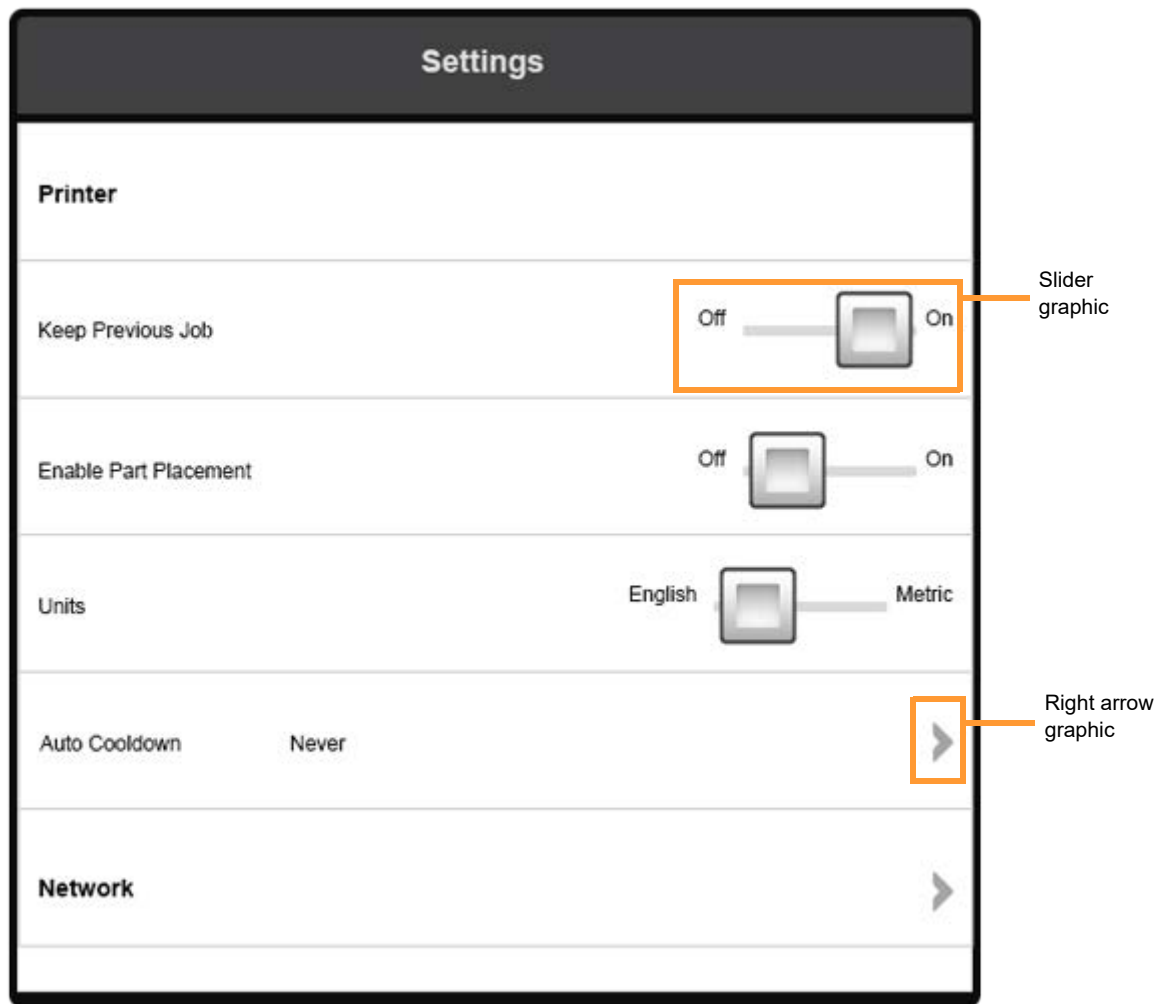 Settings
Printer
Keep Previous Job Off On
Slider
graphic
Enable Part Placement Off On
Units English Metric
Auto Cooldown Never
Right arrow
graphic
Network